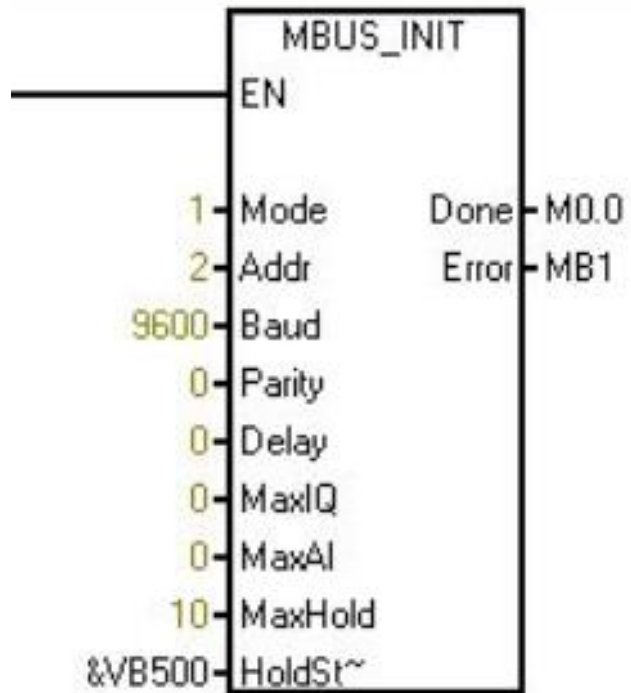 MBUS_INIT
EN
1 Mode Done M0.0
2 Addr Error MB1
9600 Baud
0 Parity
0 Delay
0 MaxIQ
0 MaxAI
10 MaxHold
&VB500 HoldSt~